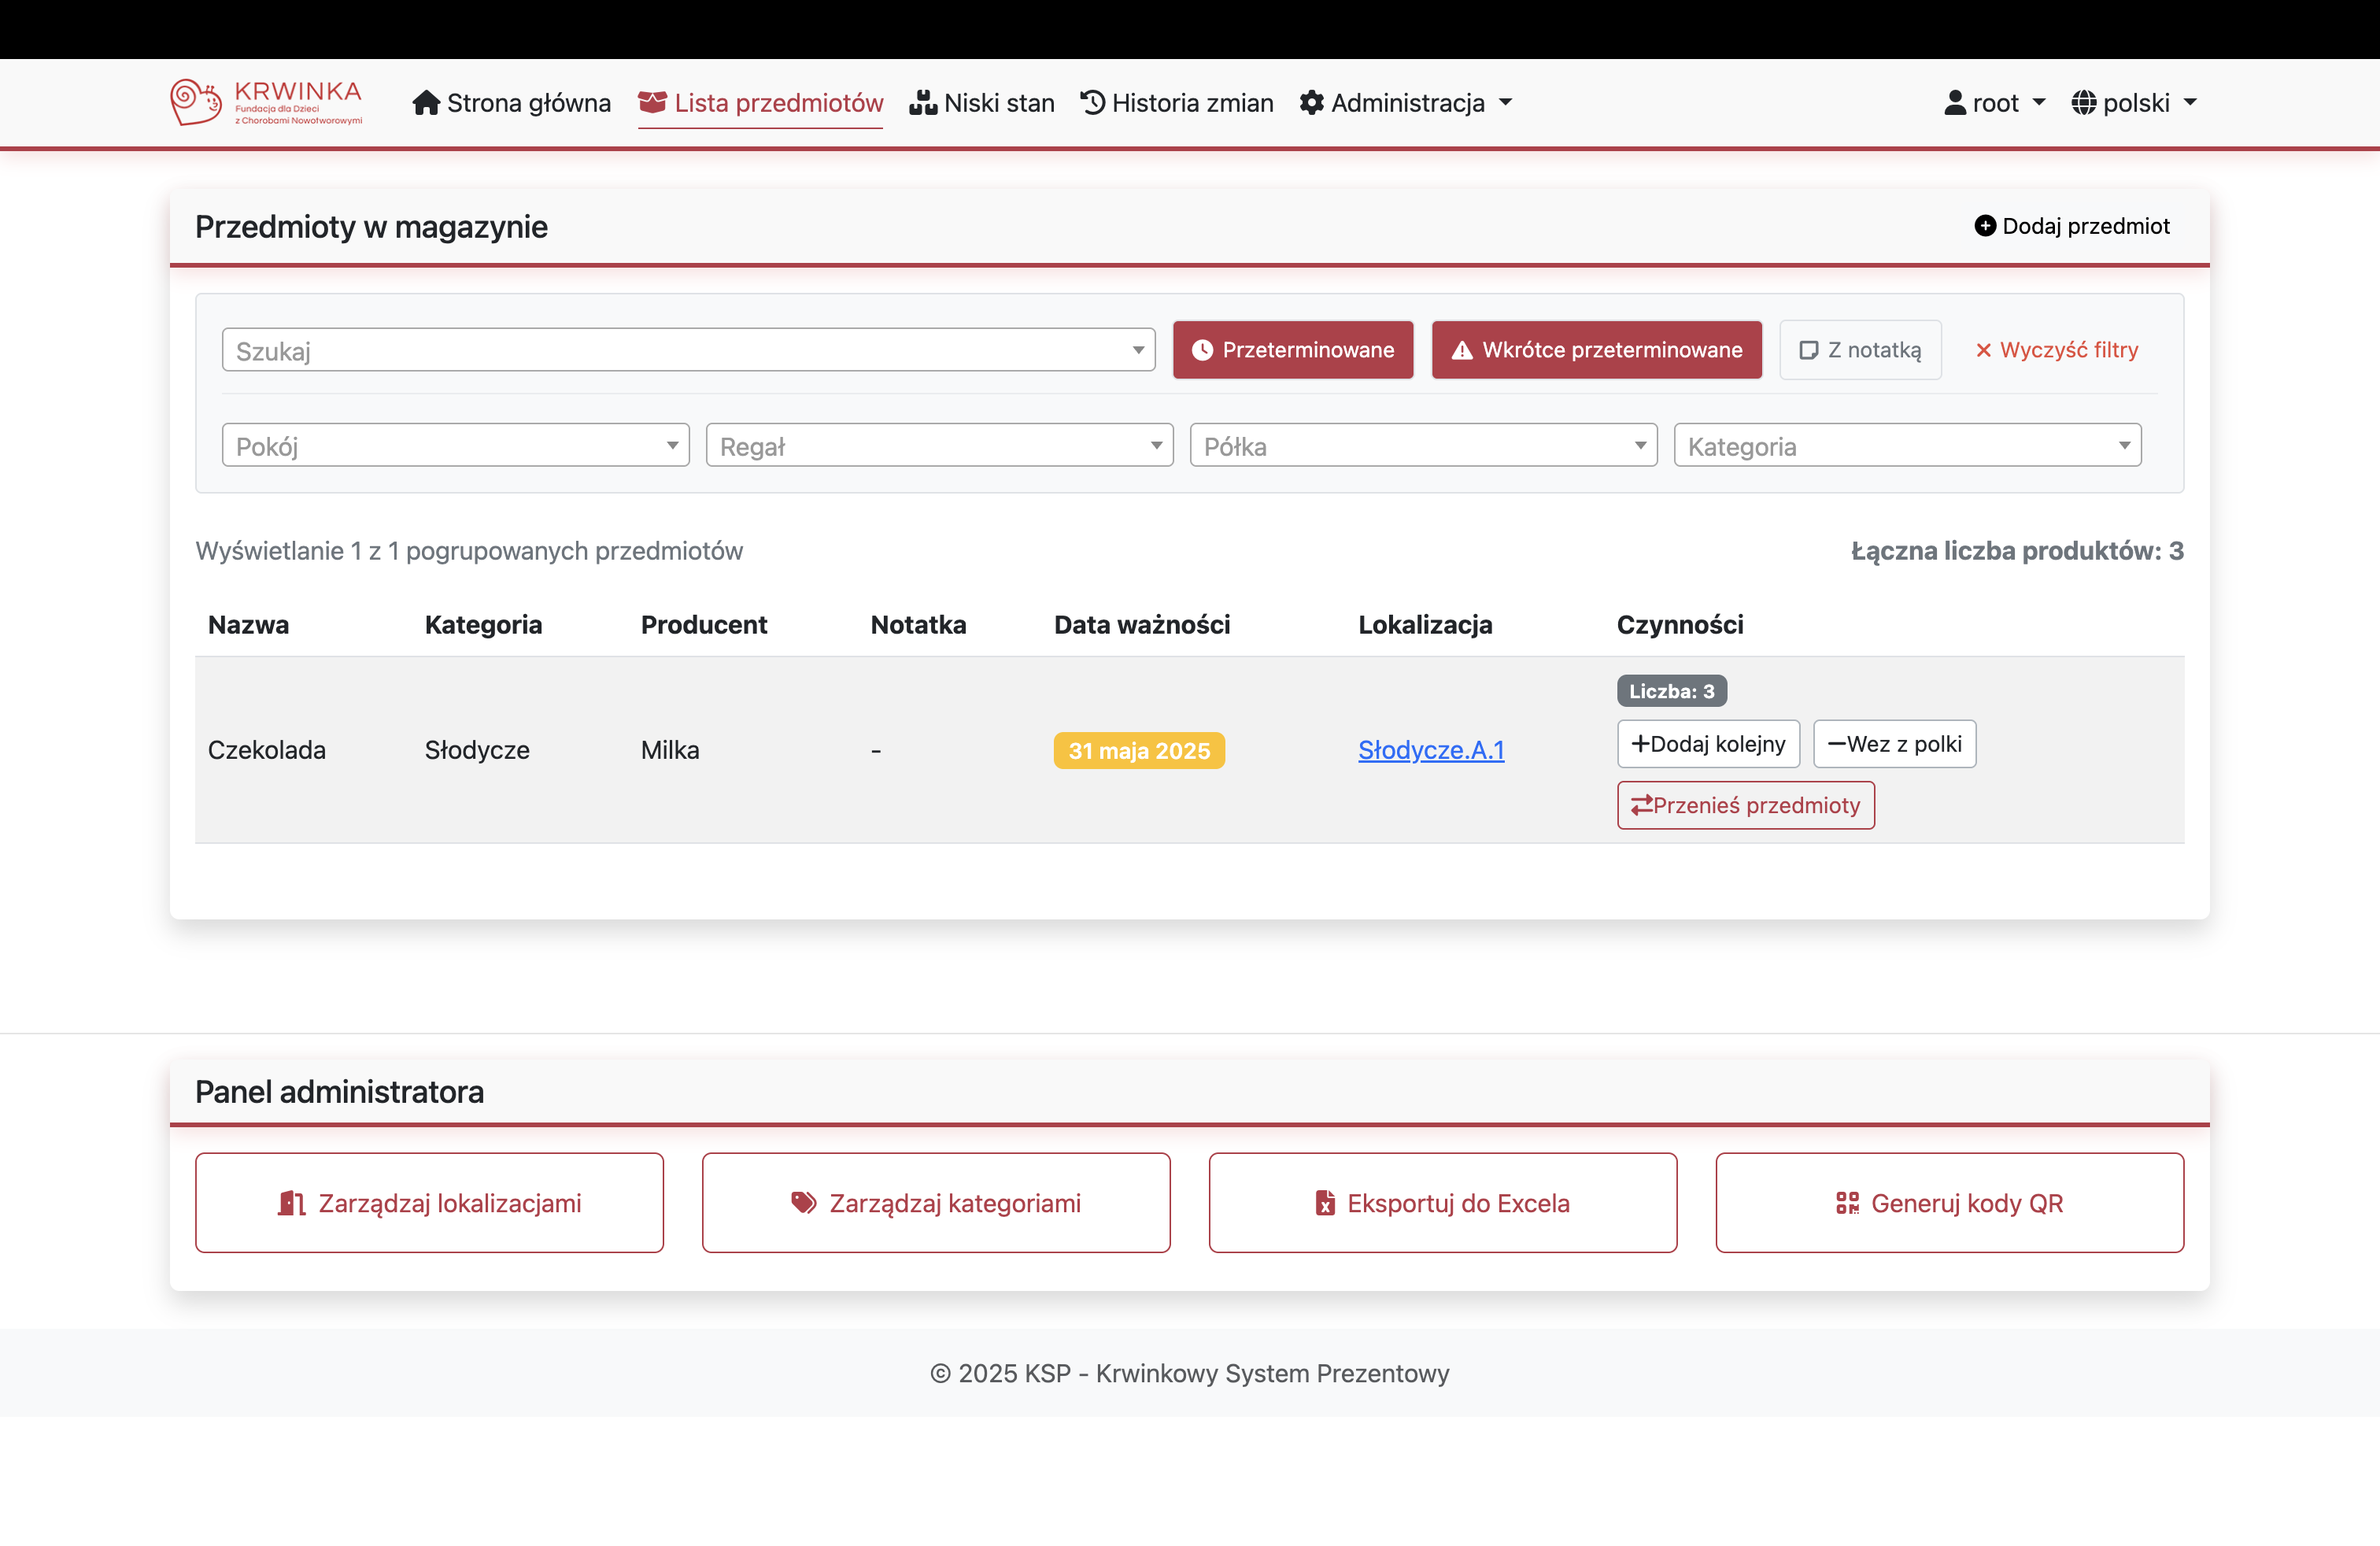 KRWINKA
Fundacja dla Dzieci
z Chorobami Nowotworowymi
Strona główna
Lista przedmiotów
Niski stan
Historia zmian
Administracja
root
polski
Przedmioty w magazynie
Dodaj przedmiot
Szukaj
Przeterminowane
Wkrótce przeterminowane
Z notatką
Wyczyść filtry
Pokój
Regał
Półka
Kategoria
Wyświetlanie 1 z 1 pogrupowanych przedmiotów
Łączna liczba produktów: 3
Nazwa Kategoria Producent Notatka Data ważności Lokalizacja Czynności
Liczba: 3
Czekolada Słodycze Milka - 31 maja 2025 Słodycze.A.1
Dodaj kolejny
Wez z polki
Przenieś przedmioty
Panel administratora
Zarządzaj lokalizacjami
Zarządzaj kategoriami
Eksportuj do Excela
Generuj kody QR
© 2025 KSP - Krwinkowy System Prezentowy